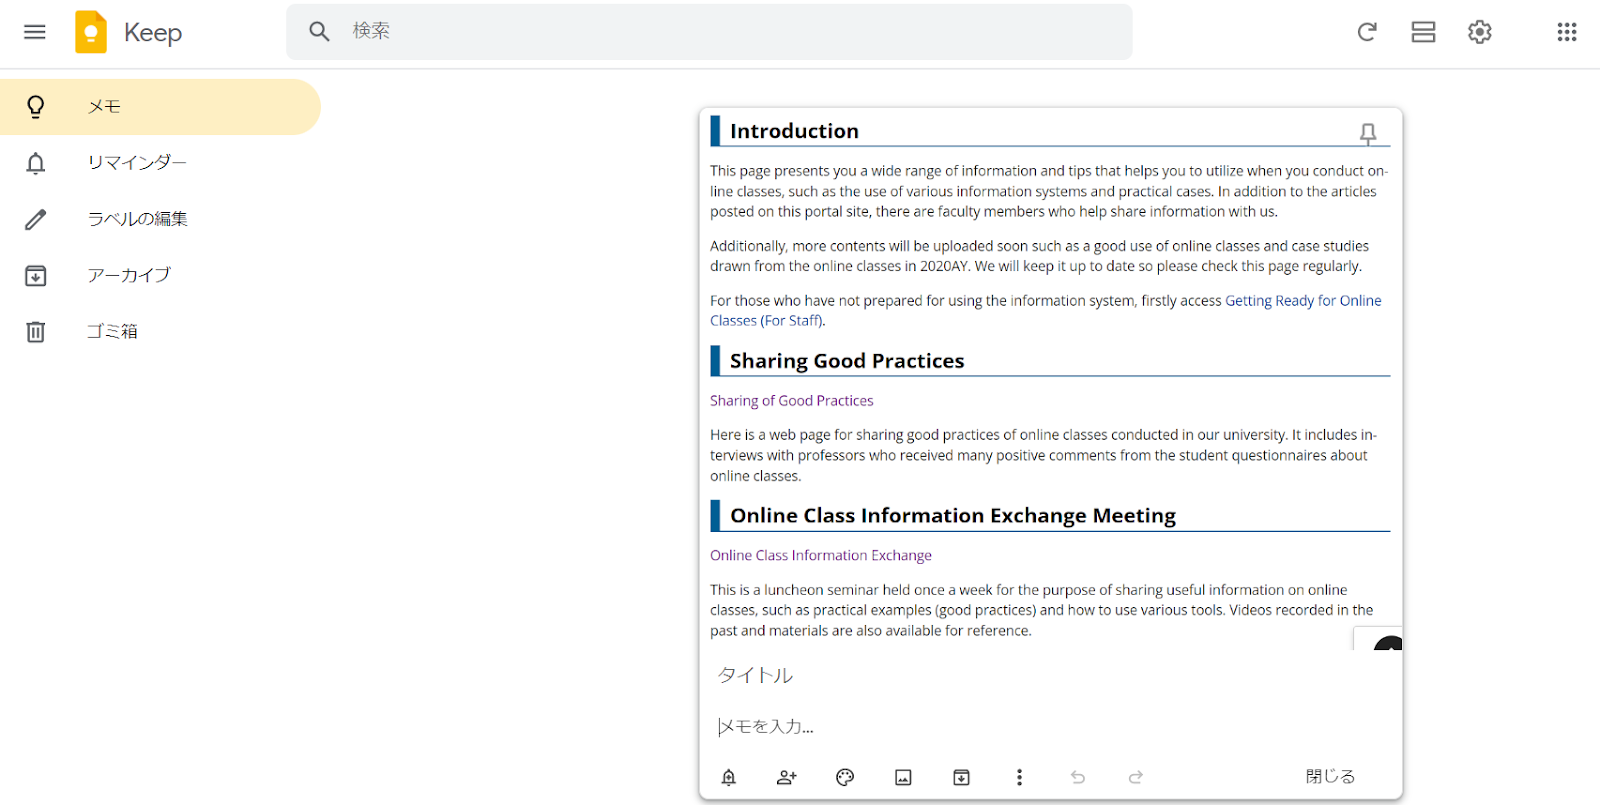 Keep
検索
メモ
リマインダー
ラベルの編集
アーカイブ
ゴミ箱
Introduction
This page presents you a wide range of information and tips that helps you to utilize when you conduct on-
line classes, such as the use of various information systems and practical cases. In addition to the articles
posted on this portal site, there are faculty members who help share information with us.
Additionally, more contents will be uploaded soon such as a good use of online classes and case studies
drawn from the online classes in 2020AY. We will keep it up to date so please check this page regularly.
For those who have not prepared for using the information system, firstly access Getting Ready for Online
Classes (For Staff).
Sharing Good Practices
Sharing of Good Practices
Here is a web page for sharing good practices of online classes conducted in our university. It includes in-
terviews with professors who received many positive comments from the student questionnaires about
online classes.
Online Class Information Exchange Meeting
Online Class Information Exchange
This is a luncheon seminar held once a week for the purpose of sharing useful information on online
classes, such as practical examples (good practices) and how to use various tools. Videos recorded in the
past and materials are also available for reference.
タイトル
メモを入力...
閉じる